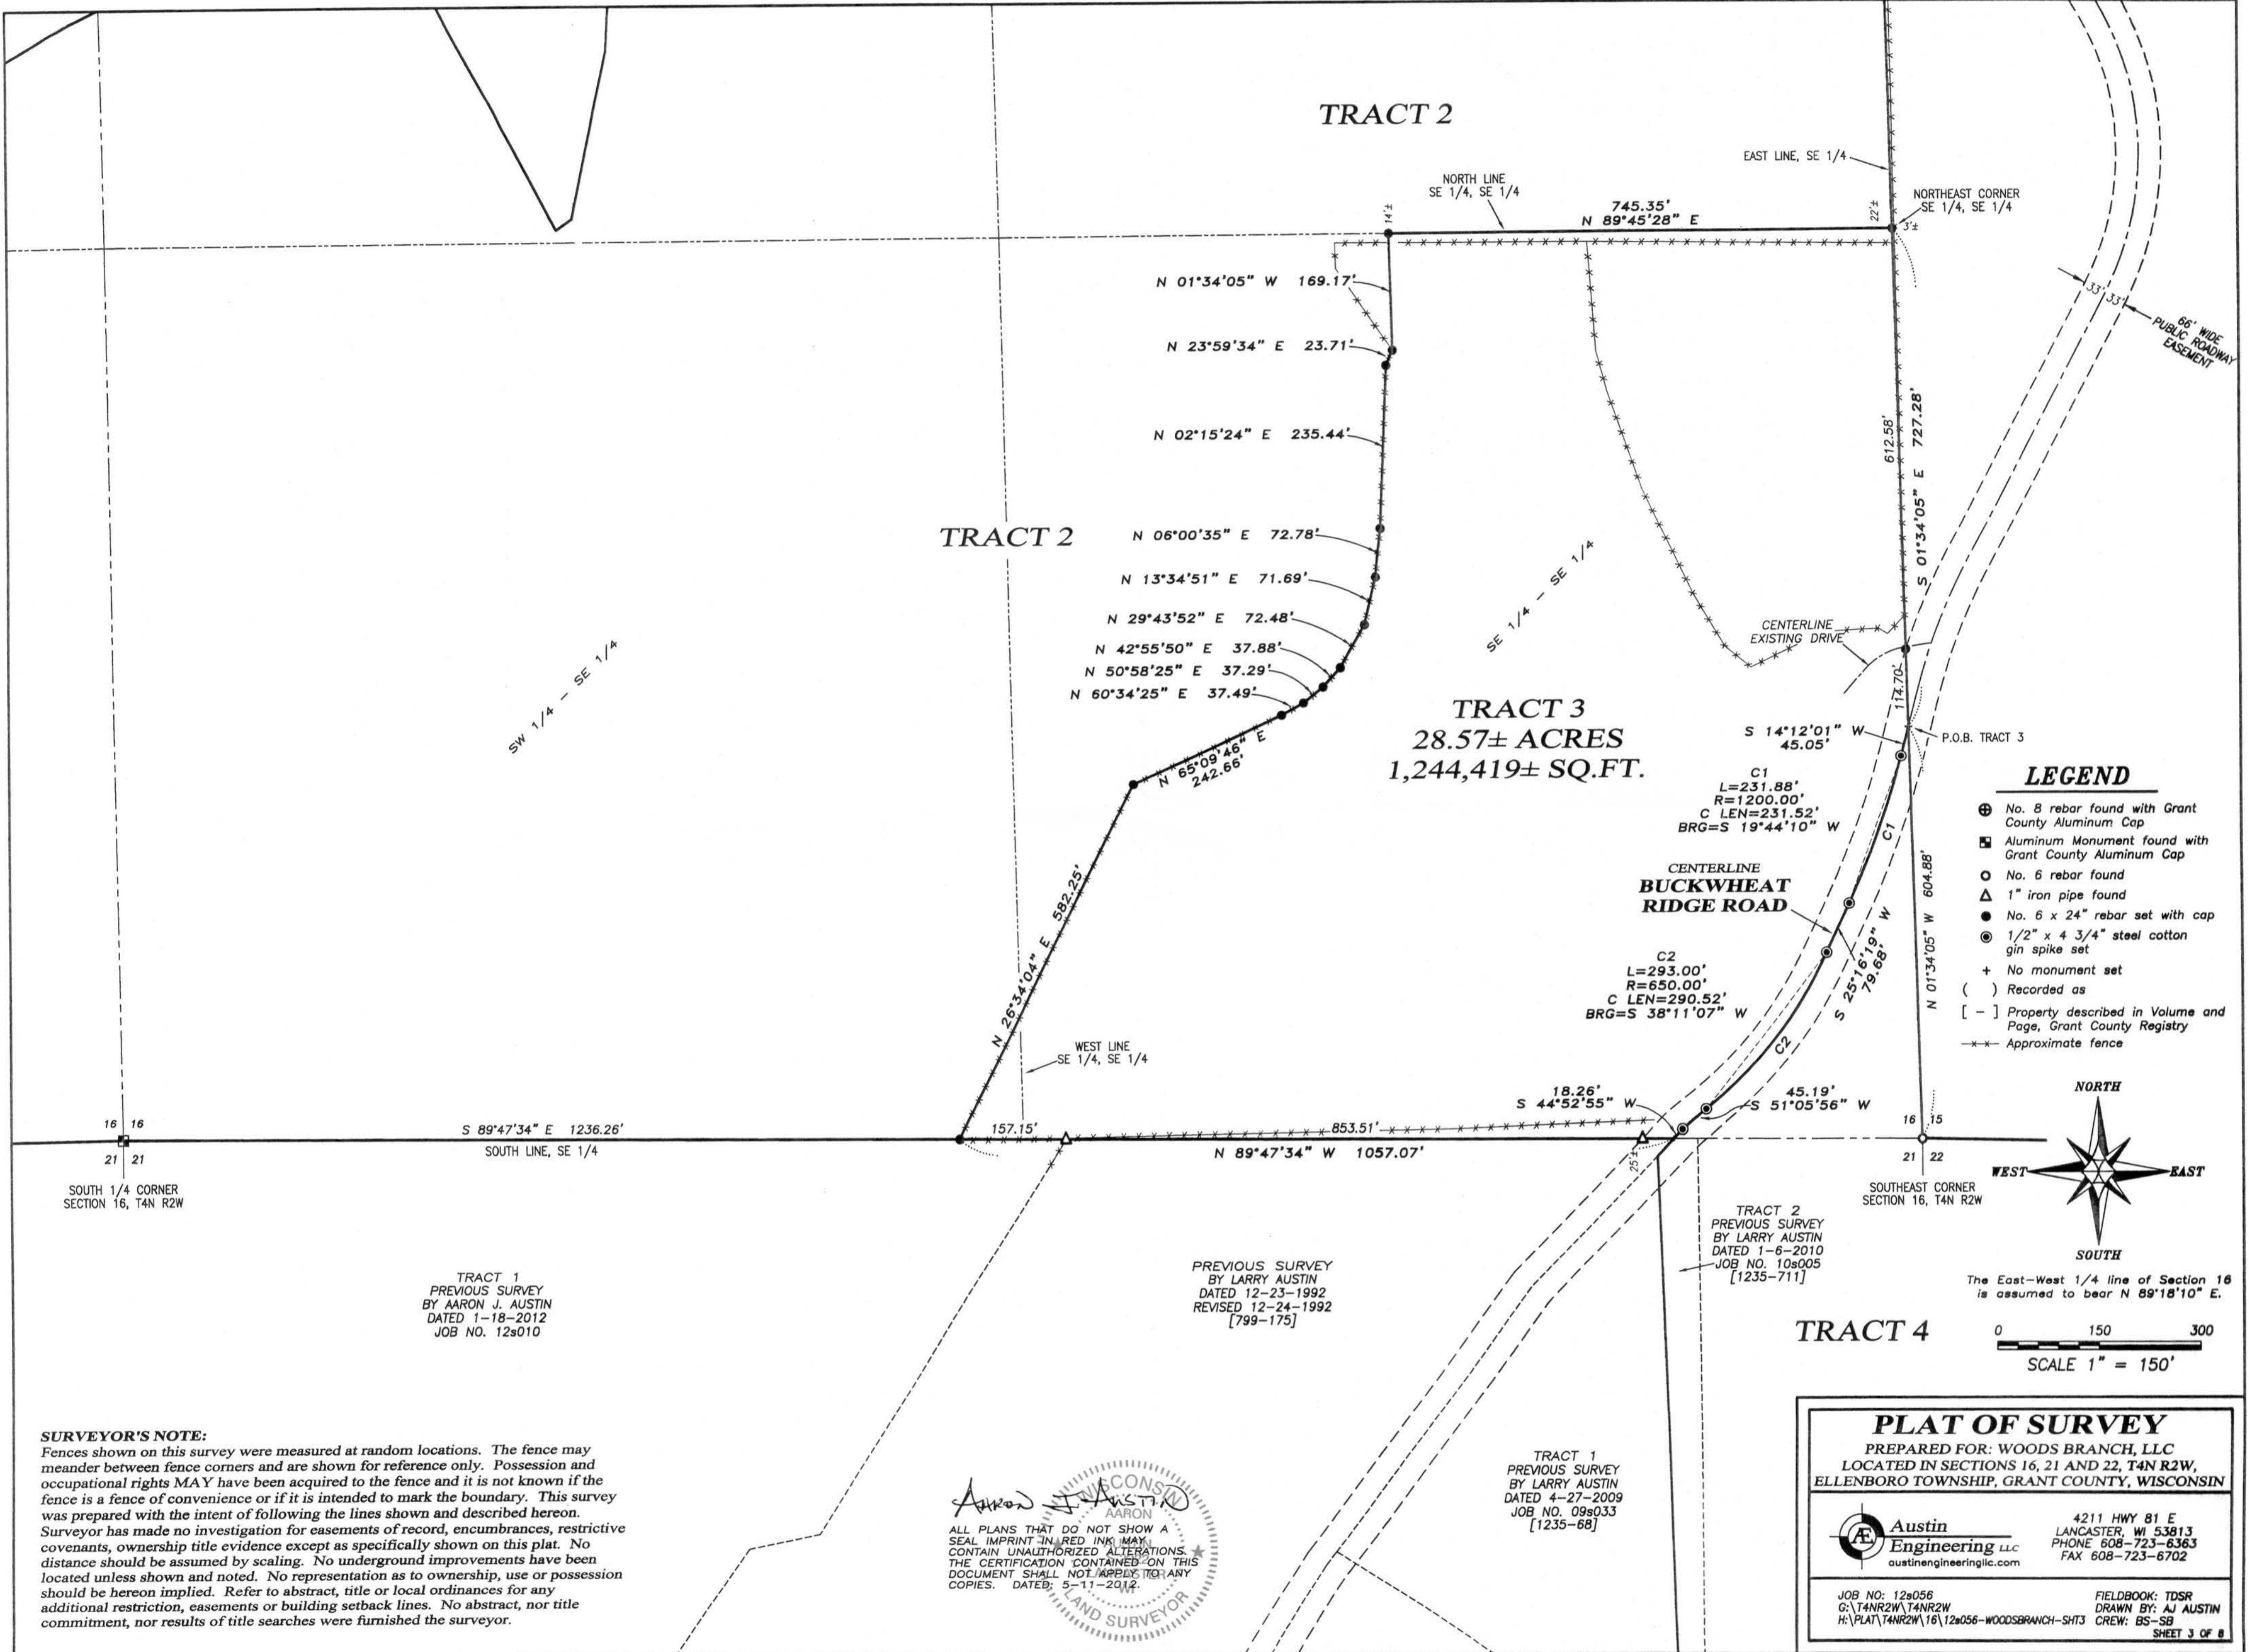 TRACT 2
EAST LINE, SE 1/4
NORTH LINE
SE 1/4, SE 1/4
NORTHEAST CORNER
SE 1/4, SE 1/4
14'±
745.35'
N 89°45'28" E
22'±
3'±
N 01°34'05" W 169.17'
33' 33'
66' WIDE
PUBLIC ROADWAY
EASEMENT
N 23°59'34" E 23.71'
N 02°15'24" E 235.44'
612.58'
S 01°34'05" E 727.28'
TRACT 2
N 06°00'35" E 72.78'
N 13°34'51" E 71.69'
N 29°43'52" E 72.48'
N 42°55'50" E 37.88'
N 50°58'25" E 37.29'
N 60°34'25" E 37.49'
SE 1/4 - SE 1/4
CENTERLINE
EXISTING DRIVE
SW 1/4 - SE 1/4
114.70'
TRACT 3
28.57± ACRES
1,244,419± SQ.FT.
S 14°12'01" W
45.05'
P.O.B. TRACT 3
N 65°09'46" E
242.66'
C1
L=231.88'
R=1200.00'
C LEN=231.52'
BRG=S 19°44'10" W
C1
LEGEND
No. 8 rebar found with Grant
County Aluminum Cap
Aluminum Monument found with
Grant County Aluminum Cap
No. 6 rebar found
1" iron pipe found
No. 6 x 24" rebar set with cap
1/2" x 4 3/4" steel cotton
gin spike set
+ No monument set
( ) Recorded as
[ - ] Property described in Volume and
Page, Grant County Registry
Approximate fence
CENTERLINE
BUCKWHEAT
RIDGE ROAD
N 01°34'05" W 604.88'
N 26°34'04" E 582.25'
S 25°16'19" W
79.68'
C2
L=293.00'
R=650.00'
C LEN=290.52'
BRG=S 38°11'07" W
C2
WEST LINE
SE 1/4, SE 1/4
18.26'
S 44°52'55" W
45.19'
S 51°05'56" W
16 16
21 21
S 89°47'34" E 1236.26'
SOUTH LINE, SE 1/4
157.15'
853.51'
N 89°47'34" W 1057.07'
25'±
16 15
21 22
SOUTH 1/4 CORNER
SECTION 16, T4N R2W
SOUTHEAST CORNER
SECTION 16, T4N R2W
NORTH
WEST
EAST
SOUTH
The East-West 1/4 line of Section 16
is assumed to bear N 89°18'10" E.
0 150 300
SCALE 1" = 150'
TRACT 1
PREVIOUS SURVEY
BY AARON J. AUSTIN
DATED 1-18-2012
JOB NO. 12s010
PREVIOUS SURVEY
BY LARRY AUSTIN
DATED 12-23-1992
REVISED 12-24-1992
[799-175]
TRACT 2
PREVIOUS SURVEY
BY LARRY AUSTIN
DATED 1-6-2010
JOB NO. 10s005
[1235-711]
TRACT 4
TRACT 1
PREVIOUS SURVEY
BY LARRY AUSTIN
DATED 4-27-2009
JOB NO. 09s033
[1235-68]
SURVEYOR'S NOTE:
Fences shown on this survey were measured at random locations. The fence may
meander between fence corners and are shown for reference only. Possession and
occupational rights MAY have been acquired to the fence and it is not known if the
fence is a fence of convenience or if it is intended to mark the boundary. This survey
was prepared with the intent of following the lines shown and described hereon.
Surveyor has made no investigation for easements of record, encumbrances, restrictive
covenants, ownership title evidence except as specifically shown on this plat. No
distance should be assumed by scaling. No underground improvements have been
located unless shown and noted. No representation as to ownership, use or possession
should be hereon implied. Refer to abstract, title or local ordinances for any
additional restriction, easements or building setback lines. No abstract, nor title
commitment, nor results of title searches were furnished the surveyor.
Aaron J Austin
ALL PLANS THAT DO NOT SHOW A
SEAL IMPRINT IN RED INK MAY
CONTAIN UNAUTHORIZED ALTERATIONS.
THE CERTIFICATION CONTAINED ON THIS
DOCUMENT SHALL NOT APPLY TO ANY
COPIES. DATED: 5-11-2012.
WISCONSIN
AARON
WI
LAND SURVEYOR
PLAT OF SURVEY
PREPARED FOR: WOODS BRANCH, LLC
LOCATED IN SECTIONS 16, 21 AND 22, T4N R2W,
ELLENBORO TOWNSHIP, GRANT COUNTY, WISCONSIN
AE
Austin
Engineering LLC
austinengineeringllc.com
4211 HWY 81 E
LANCASTER, WI 53813
PHONE 608-723-6363
FAX 608-723-6702
JOB NO: 12s056
G:\T4NR2W\T4NR2W
H:\PLAT\T4NR2W\16\12s056-WOODSBRANCH-SHT3
FIELDBOOK: TDSR
DRAWN BY: AJ AUSTIN
CREW: BS-SB
SHEET 3 OF 8